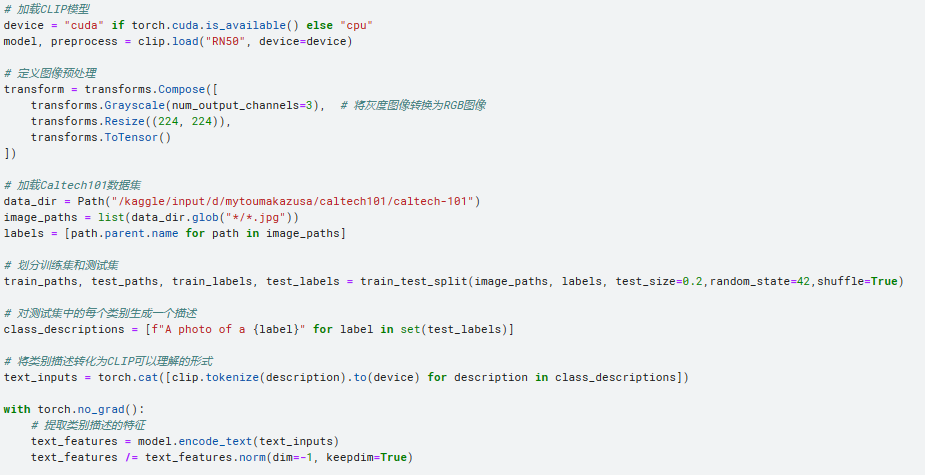 # 加载CLIP模型
device = "cuda" if torch.cuda.is_available() else "cpu"
model, preprocess = clip.load("RN50", device=device)
# 定义图像预处理
transform = transforms.Compose([
    transforms.Grayscale(num_output_channels=3),  # 将灰度图像转换为RGB图像
    transforms.Resize((224, 224)),
    transforms.ToTensor()
])
# 加载Caltech101数据集
data_dir = Path("/kaggle/input/d/mytoumakazusa/caltech101/caltech-101")
image_paths = list(data_dir.glob("*/*.jpg"))
labels = [path.parent.name for path in image_paths]
# 划分训练集和测试集
train_paths, test_paths, train_labels, test_labels = train_test_split(image_paths, labels, test_size=0.2,random_state=42,shuffle=True)
# 对测试集中的每个类别生成一个描述
class_descriptions = [f"A photo of a {label}" for label in set(test_labels)]
# 将类别描述转化为CLIP可以理解的形式
text_inputs = torch.cat([clip.tokenize(description).to(device) for description in class_descriptions])
with torch.no_grad():
    # 提取类别描述的特征
    text_features = model.encode_text(text_inputs)
    text_features /= text_features.norm(dim=-1, keepdim=True)